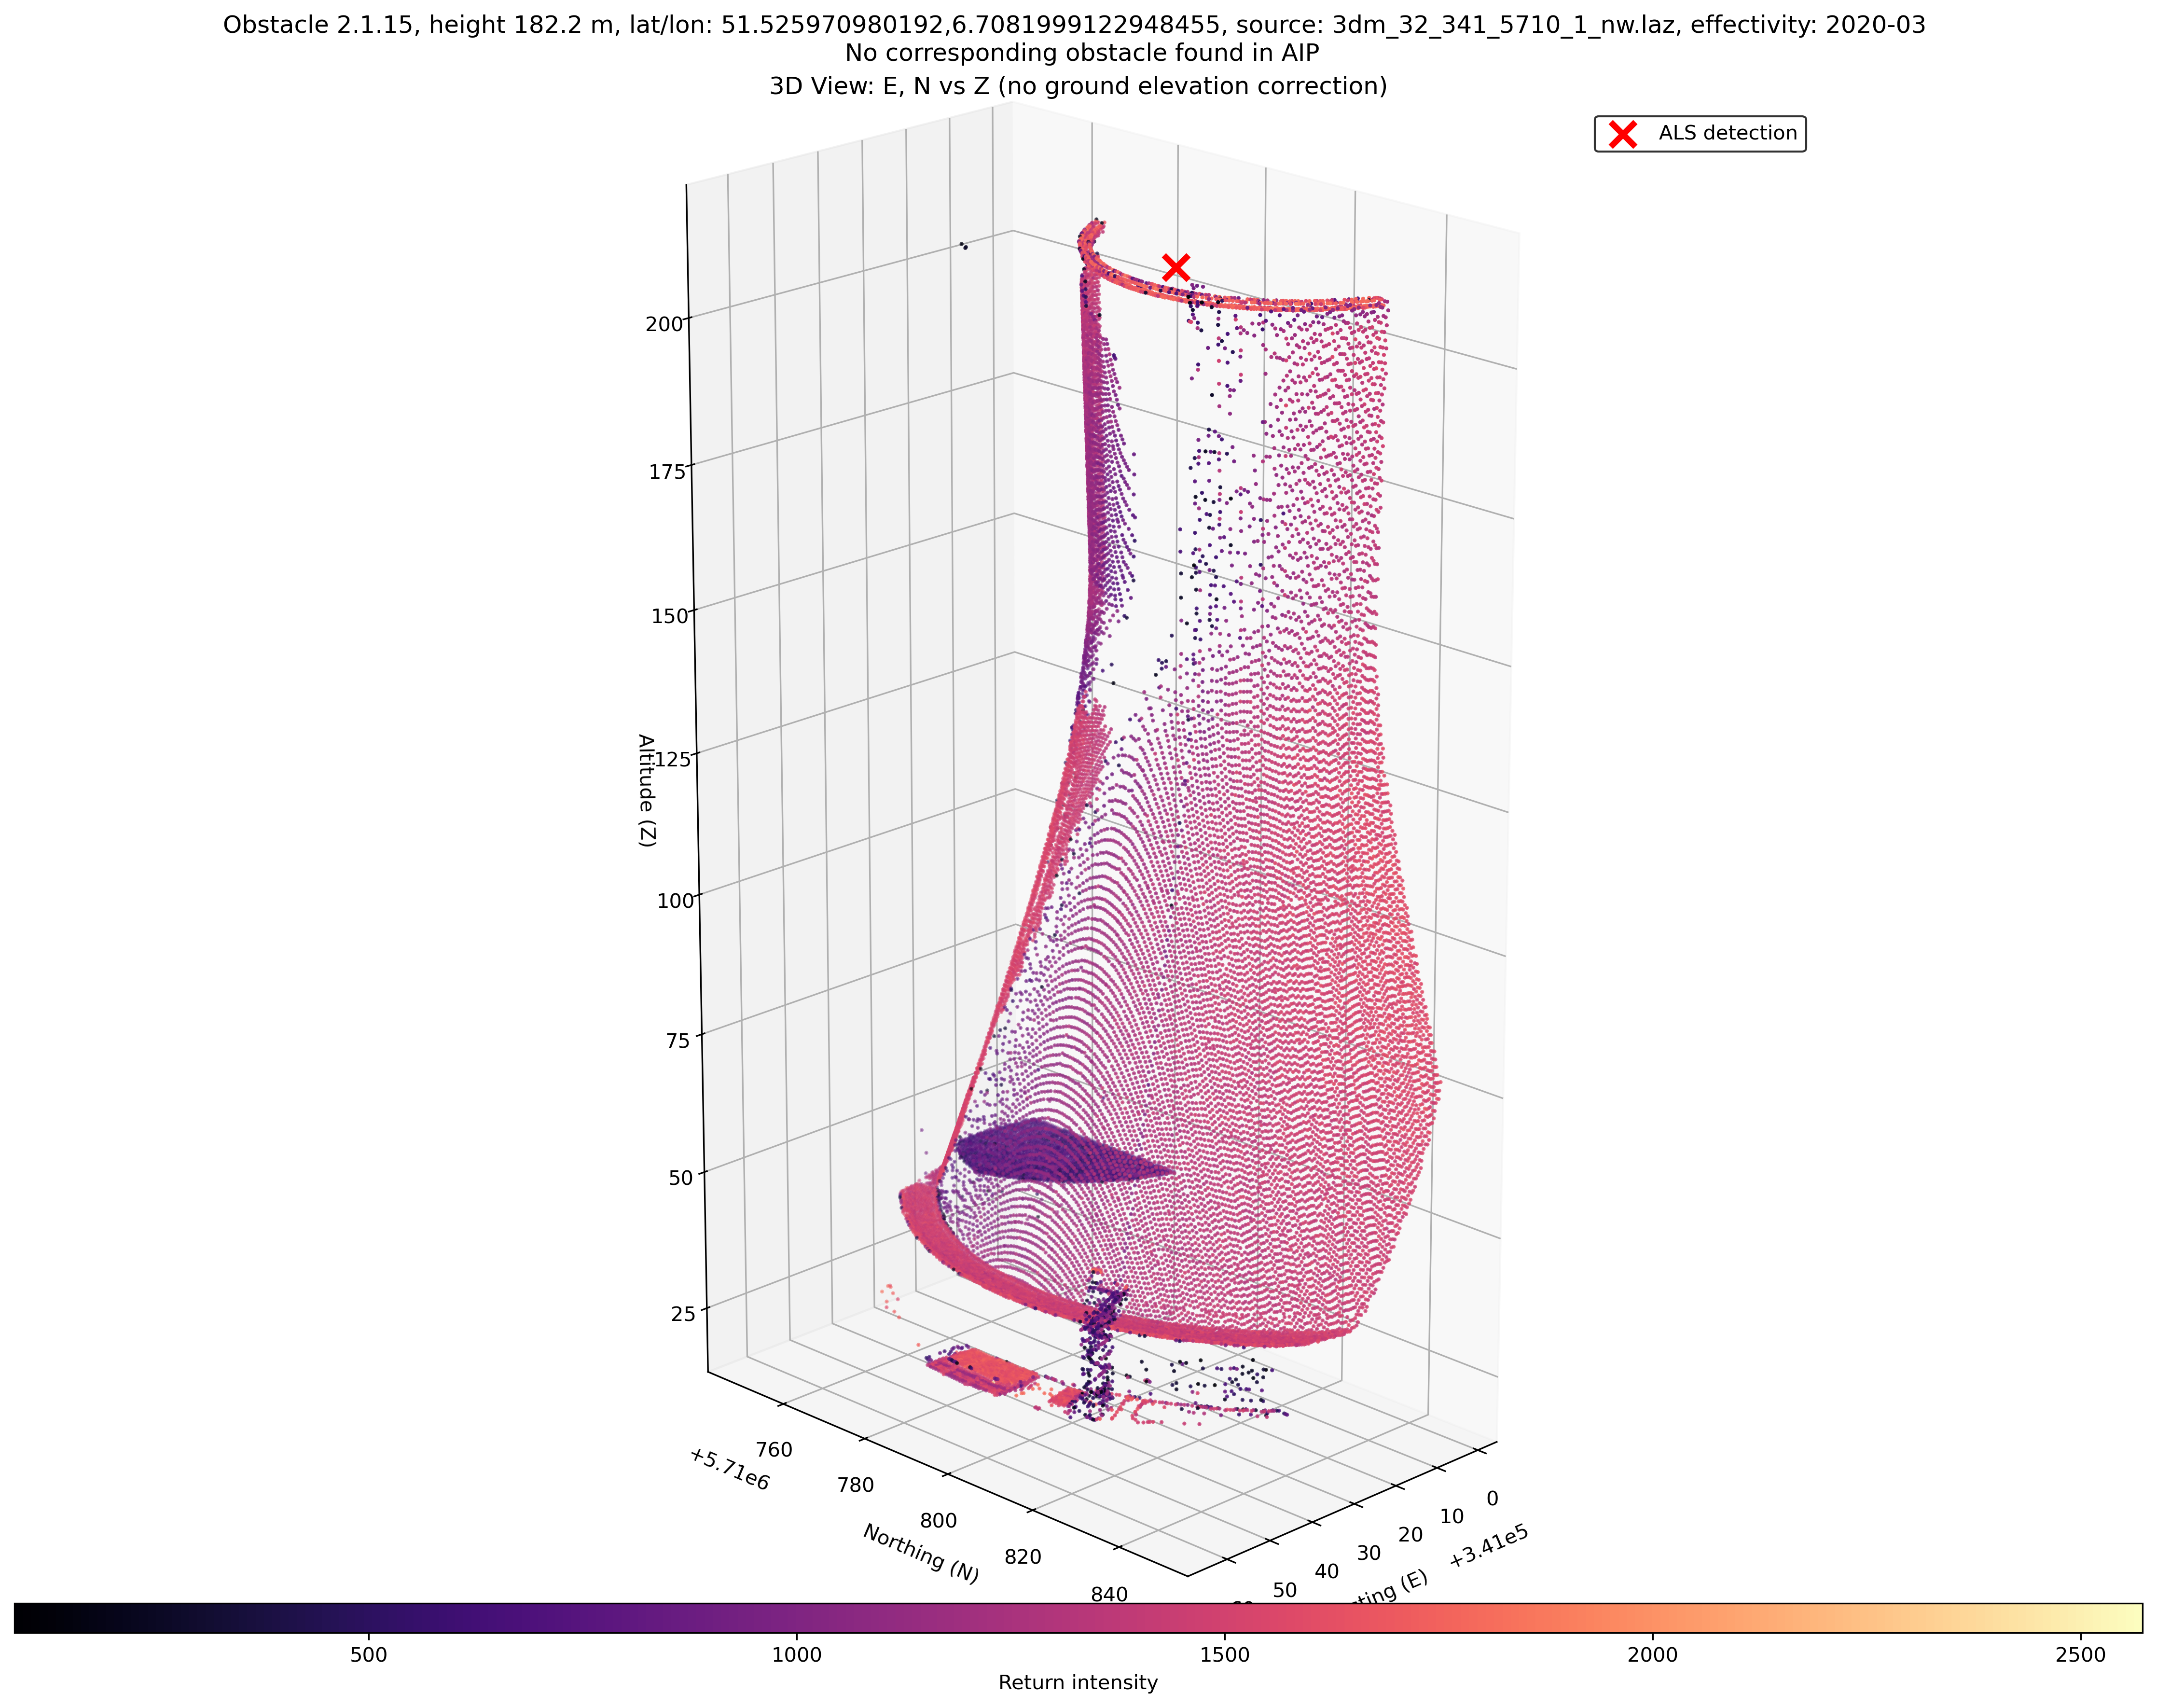 Obstacle 2.1.15, height 182.2 m, lat/lon: 51.525970980192,6.7081999122948455, source: 3dm_32_341_5710_1_nw.laz, effectivity: 2020-03
No corresponding obstacle found in AIP
3D View: E, N vs Z (no ground elevation correction)
ALS detection
200
175
150
125
100
75
50
25
Altitude (Z)
760
780
800
820
840
+5.71e6
Northing (N)
0
10
20
30
40
50
+3.41e5
(E)
500
1000
1500
2000
2500
Return intensity